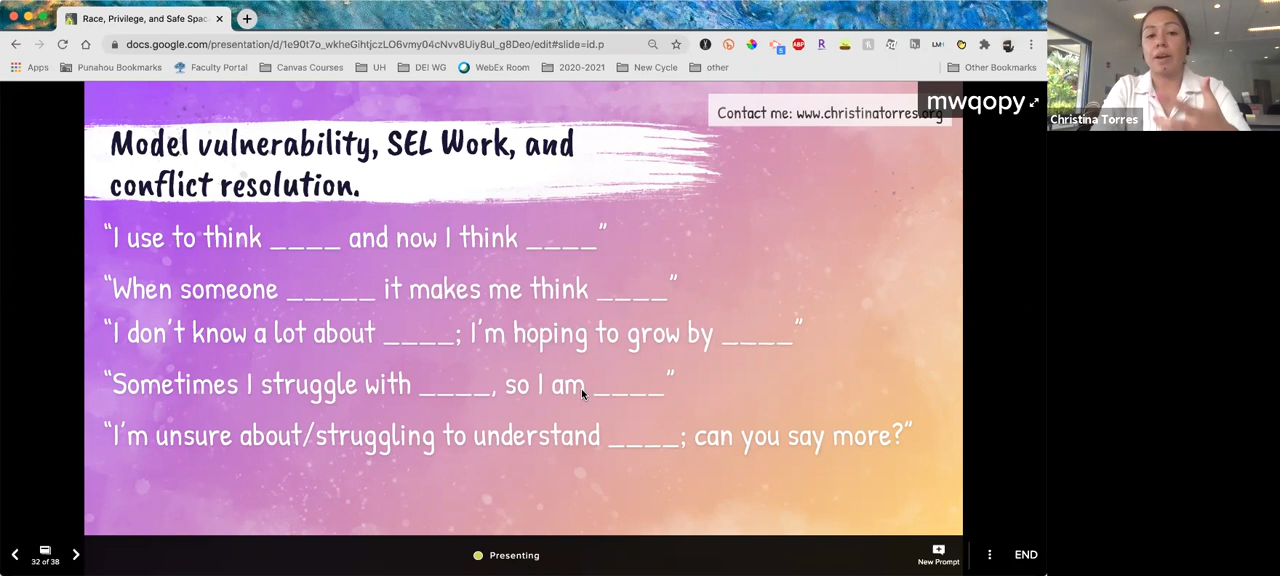 Race, Privilege, and Safe Spac
docs.google.com/presentation/d/1e90t7o_wkheGihtjczLO6vmy04cNvv8Uiy8ul_g8Deo/edit#slide=id.p
Apps
Punahou Bookmarks
Faculty Portal
Canvas Courses
UH
DEI WG
WebEx Room
2020-2021
New Cycle
other
Other Bookmarks
mwqopy
Contact me: www.christinatorres.org
Christina Torres
Model vulnerability, SEL Work, and
conflict resolution.
“I use to think ____ and now I think ____”
“When someone _____ it makes me think ____”
“I don't know a lot about ____; I'm hoping to grow by ____”
“Sometimes I struggle with ____, so I am ____”
“I'm unsure about/struggling to understand ____; can you say more?”
32 of 38
Presenting
New Prompt
END